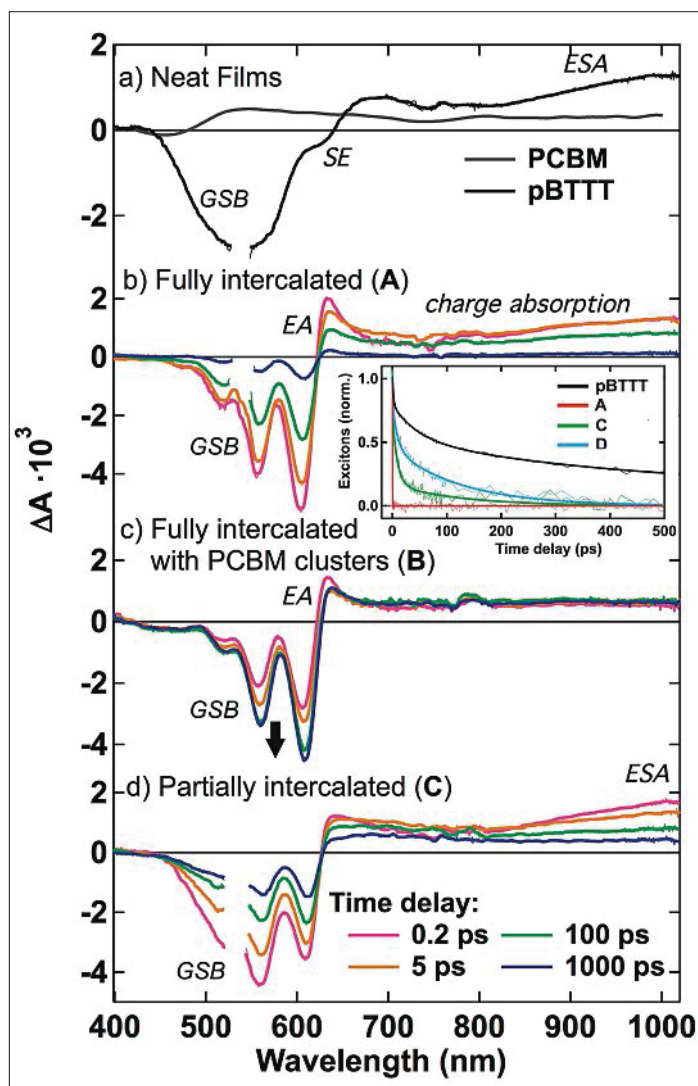 2
ESA
a) Neat Films
0
SE
PCBM
pBTTT
GSB
-2
b) Fully intercalated (A)
2
EA
charge absorption
0
GSB
-2
-4
1.0
pBTTT
A
C
D
0.5
0.0
Excitons (norm.)
0 100 200 300 400 500
Time delay (ps)
c) Fully intercalated
with PCBM clusters (B)
2
EA
0
GSB
-2
-4
d) Partially intercalated (C)
ESA
2
0
Time delay:
-2
0.2 ps 100 ps
5 ps 1000 ps
GSB
-4
ΔA ·10³
400 500 600 700 800 900 1000
Wavelength (nm)